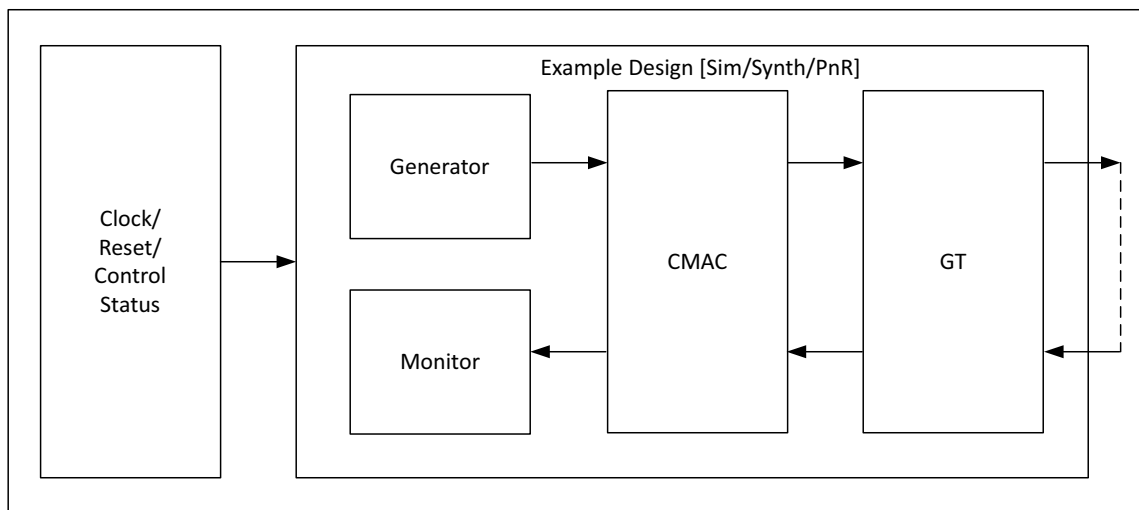 Example Design [Sim/Synth/PnR]
Clock/
Reset/
Control
Status
Generator
Monitor
CMAC
GT